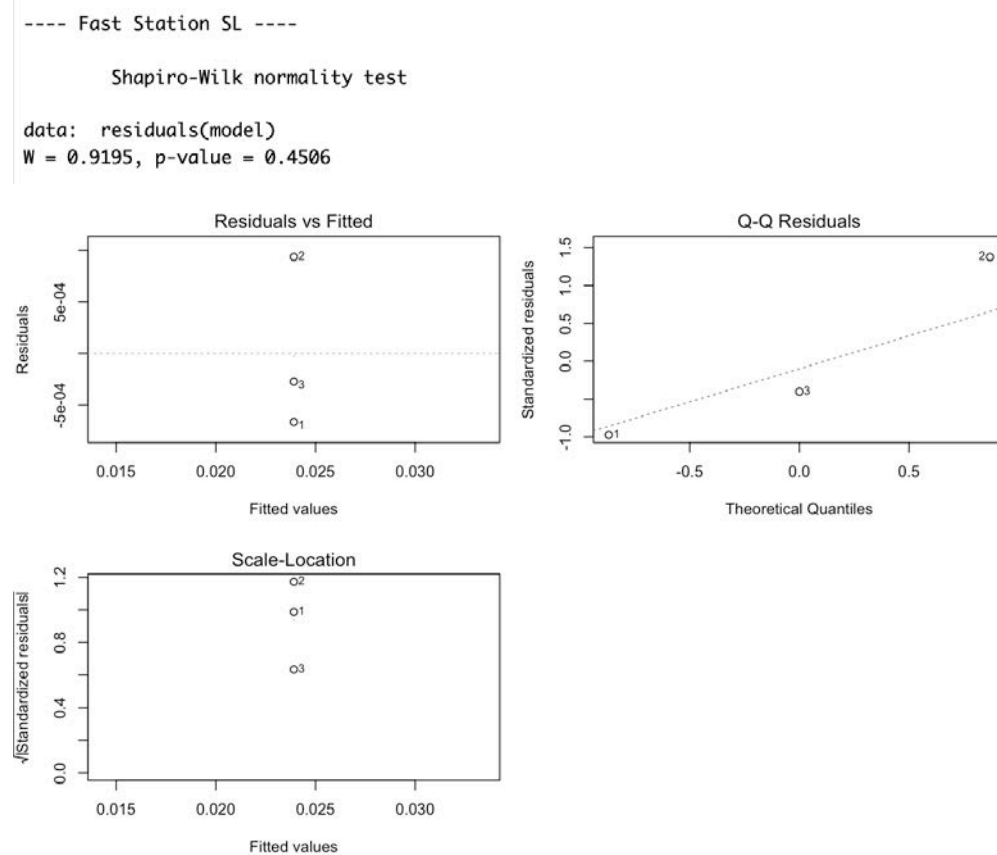 ---- Fast Station SL ----
Shapiro-Wilk normality test
data:  residuals(model)
W = 0.9195, p-value = 0.4506
Residuals vs Fitted
Residuals
5e-04
-5e-04
2
3
1
0.015 0.020 0.025 0.030
Fitted values
Q-Q Residuals
Standardized residuals
1.5
1.0
0.5
0.0
-1.0
2
3
1
-0.5 0.0 0.5
Theoretical Quantiles
Scale-Location
√|Standardized residuals|
1.2
0.8
0.4
0.0
2
1
3
0.015 0.020 0.025 0.030
Fitted values